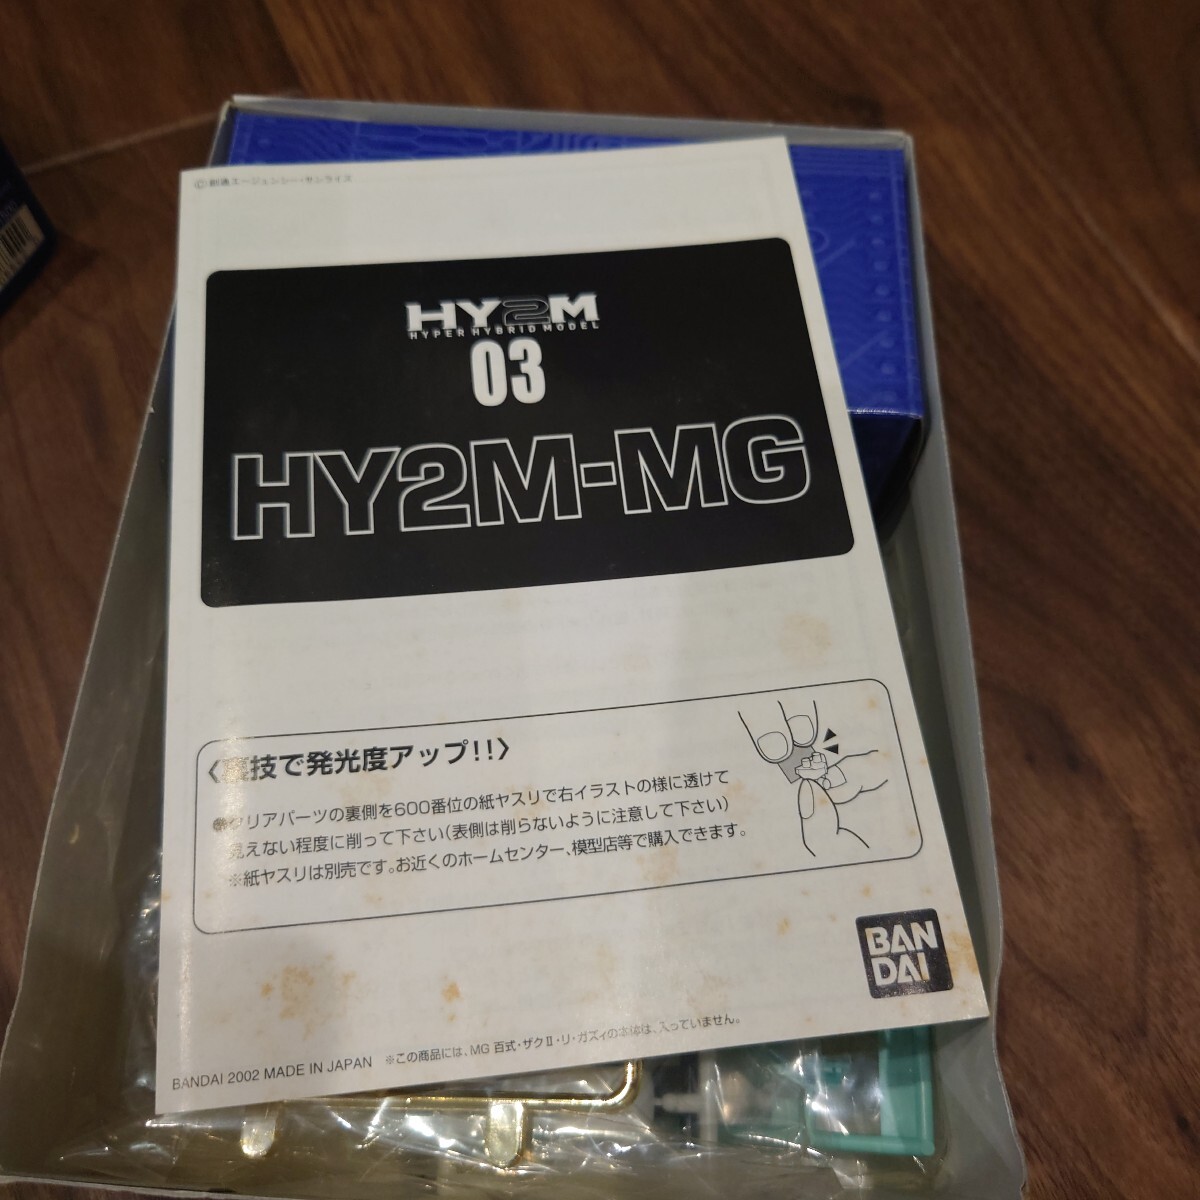 ©創通エージェンシー・サンライズ
HY2M
HYPER HYBRID MODEL
03
HY2M-MG
〈裏技で発光度アップ!!〉
●クリアパーツの裏側を600番位の紙ヤスリで右イラストの様に透けて
見えない程度に削って下さい(表側は削らないように注意して下さい)
※紙ヤスリは別売です。お近くのホームセンター、模型店等で購入できます。
BAN
DAI
BANDAI 2002 MADE IN JAPAN ※この商品には、MG 百式・ザクⅡ・リ・ガズィの本体は、入っていません。